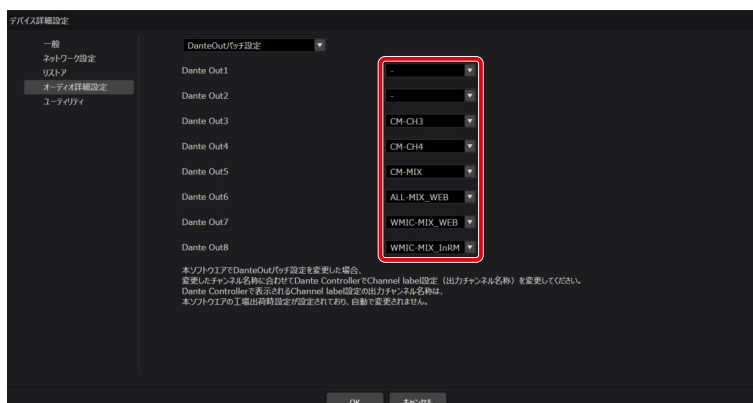 デバイス詳細設定
一般
ネットワーク設定
リストア
オーディオ詳細設定
ユーティリティ
DanteOutパッチ設定
Dante Out1 -
Dante Out2 -
Dante Out3 CM-CH3
Dante Out4 CM-CH4
Dante Out5 CM-MIX
Dante Out6 ALL-MIX_WEB
Dante Out7 WMIC-MIX_WEB
Dante Out8 WMIC-MIX_InRM
本ソフトウエアでDanteOutパッチ設定を変更した場合、
変更したチャンネル名称に合わせてDante ControllerでChannel label設定（出力チャンネル名称）を変更してください。
Dante Controllerで表示されるChannel label設定の出力チャンネル名称は、
本ソフトウエアの工場出荷時設定が設定されており、自動で変更されません。
OK キャンセル